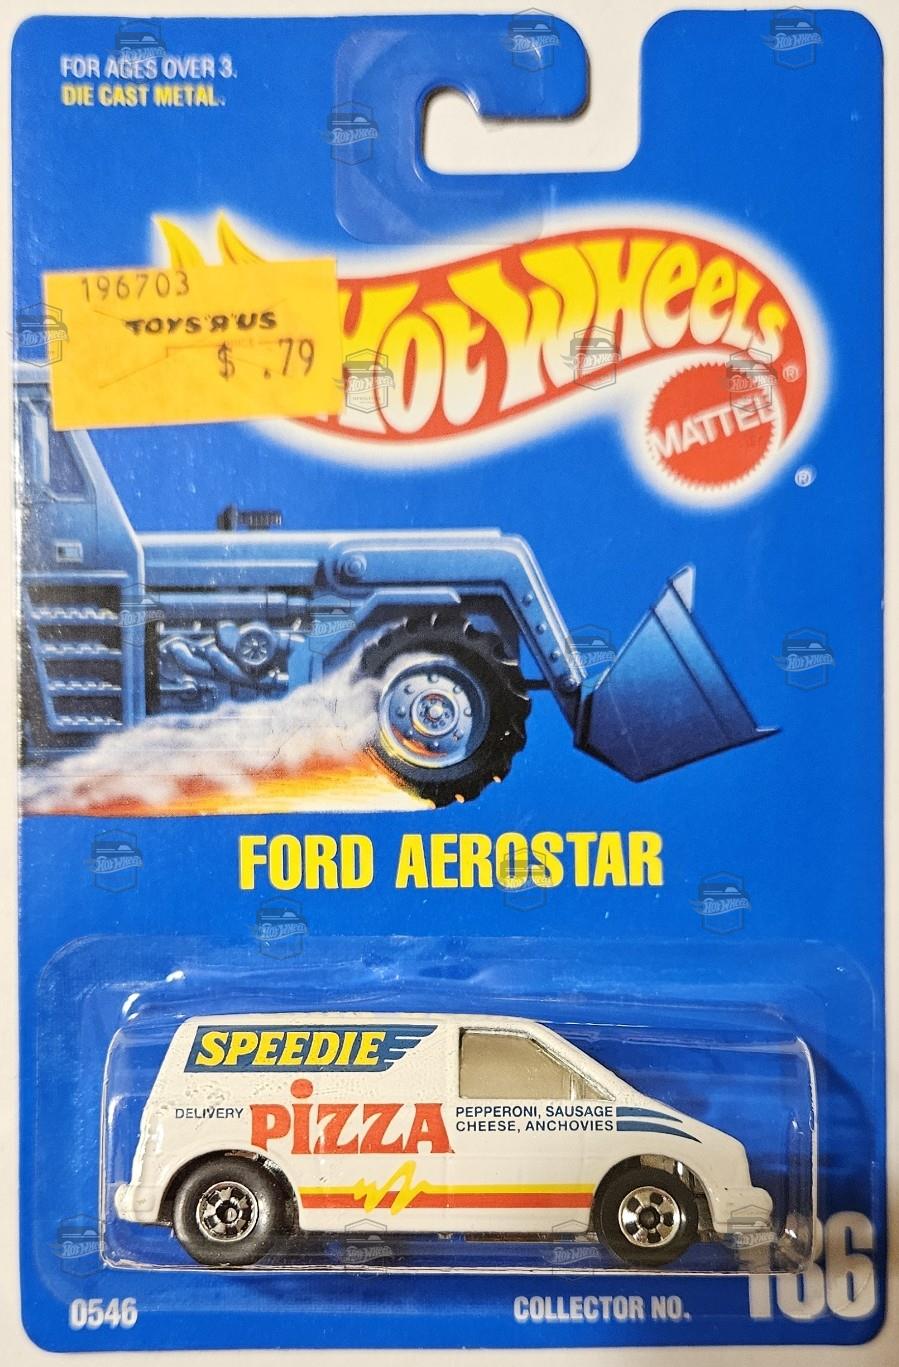 FOR AGES OVER 3.
DIE CAST METAL.
196703
TOYS "R" US
$ .79
HOT WHEELS®
MATTEL
®
FORD AEROSTAR
SPEEDIE
DELIVERY
PiZZA
PEPPERONI, SAUSAGE
CHEESE, ANCHOVIES
0546
COLLECTOR NO.
186